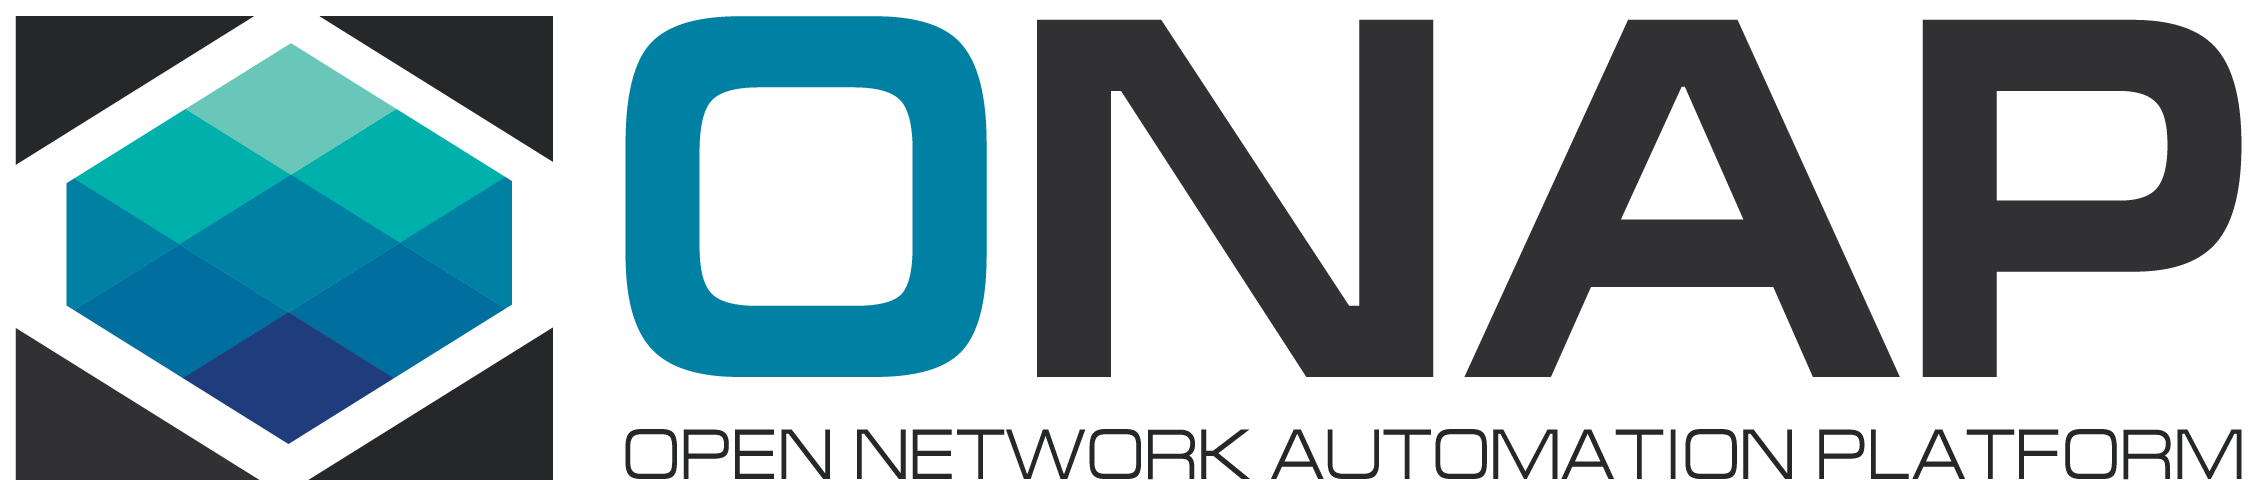 ONAP
OPEN NETWORK AUTOMATION PLATFORM